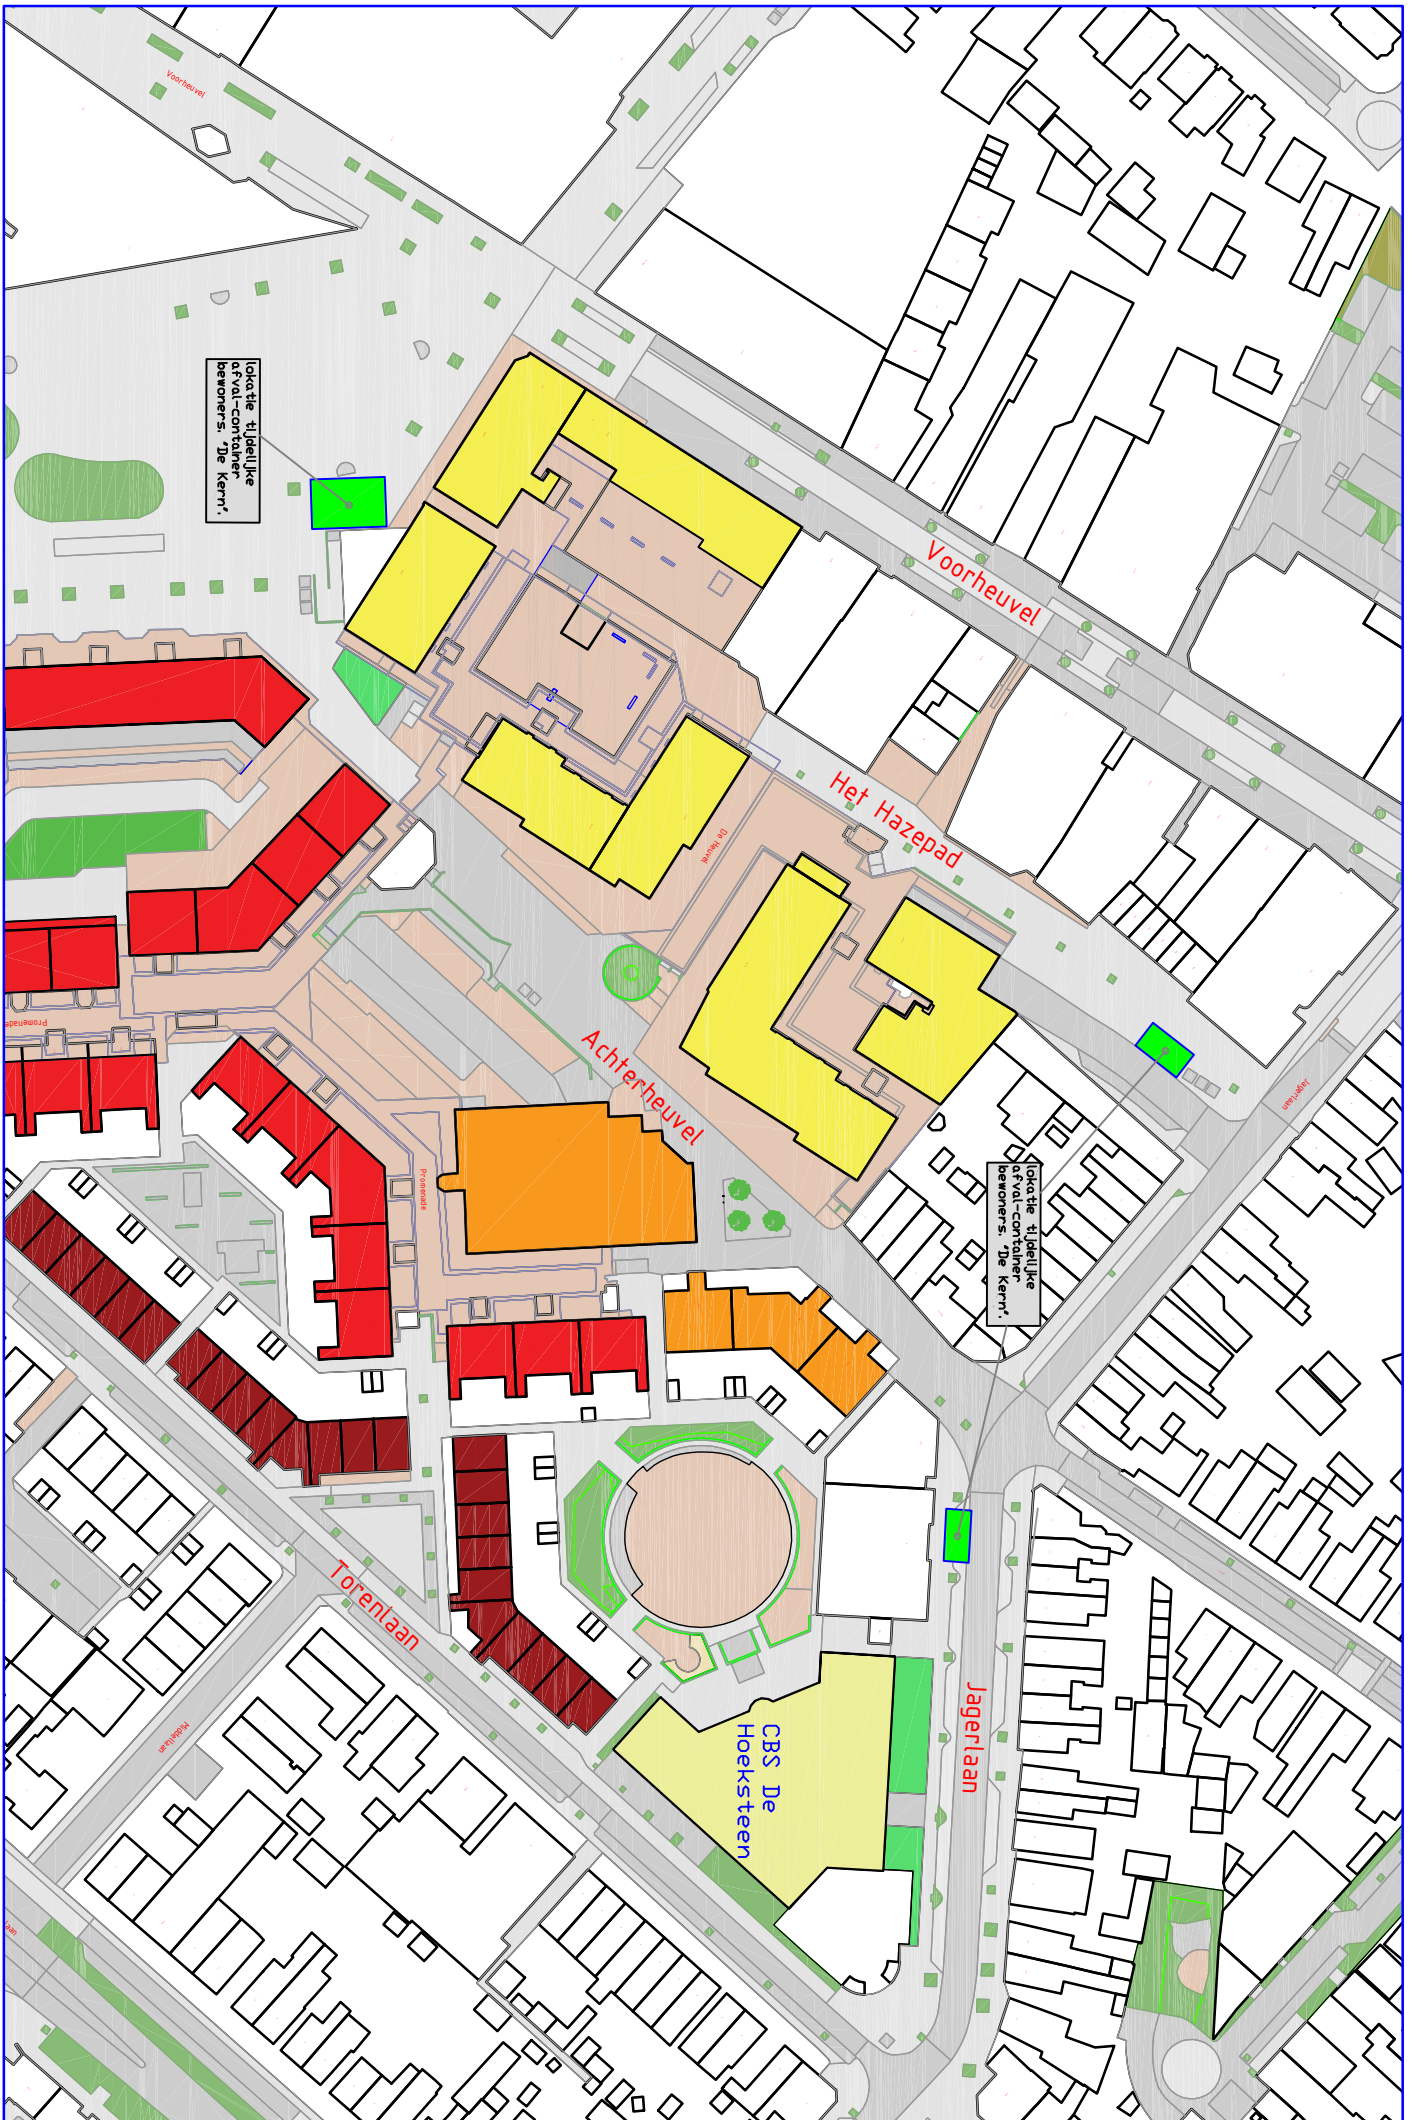 Voorheuvel
lokatie tijdelijke
afval-container
bewoners. "De Kern".
Voorheuvel
Het Hazepad
De Heuvel
Achterheuvel
Promenade
Promenade
Jagerlaan
lokatie tijdelijke
afval-container
bewoners. "De Kern".
Torenlaan
Jagerlaan
CBS De
Hoeksteen
Middellaan
laan